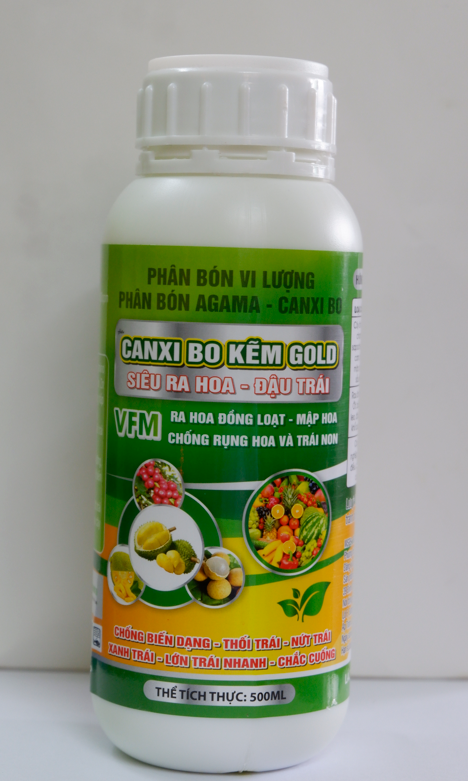 PHÂN BÓN VI LƯỢNG
PHÂN BÓN AGAMA - CANXI BO
CANXI BO KẼM GOLD
SIÊU RA HOA - ĐẬU TRÁI
VFM
RA HOA ĐỒNG LOẠT - MẬP HOA
CHỐNG RỤNG HOA VÀ TRÁI NON
CHỐNG BIẾN DẠNG - THỐI TRÁI - NỨT TRÁI
XANH TRÁI - LỚN TRÁI NHANH - CHẮC CUỐNG
THỂ TÍCH THỰC: 500ML